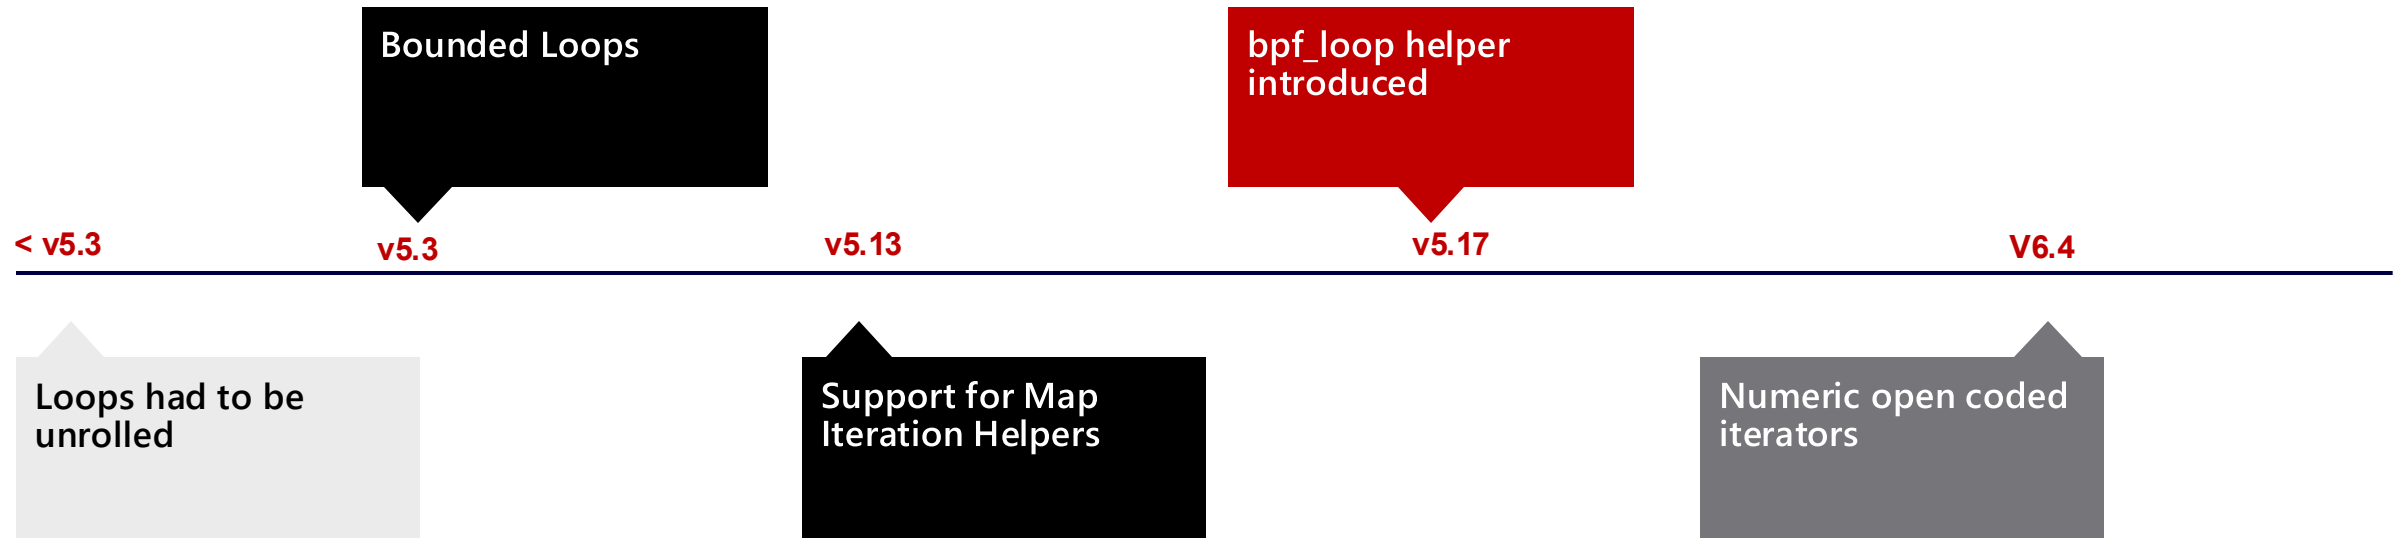 Bounded Loops
bpf_loop helper
introduced
< v5.3
v5.3
v5.13
v5.17
V6.4
Loops had to be
unrolled
Support for Map
Iteration Helpers
Numeric open coded
iterators